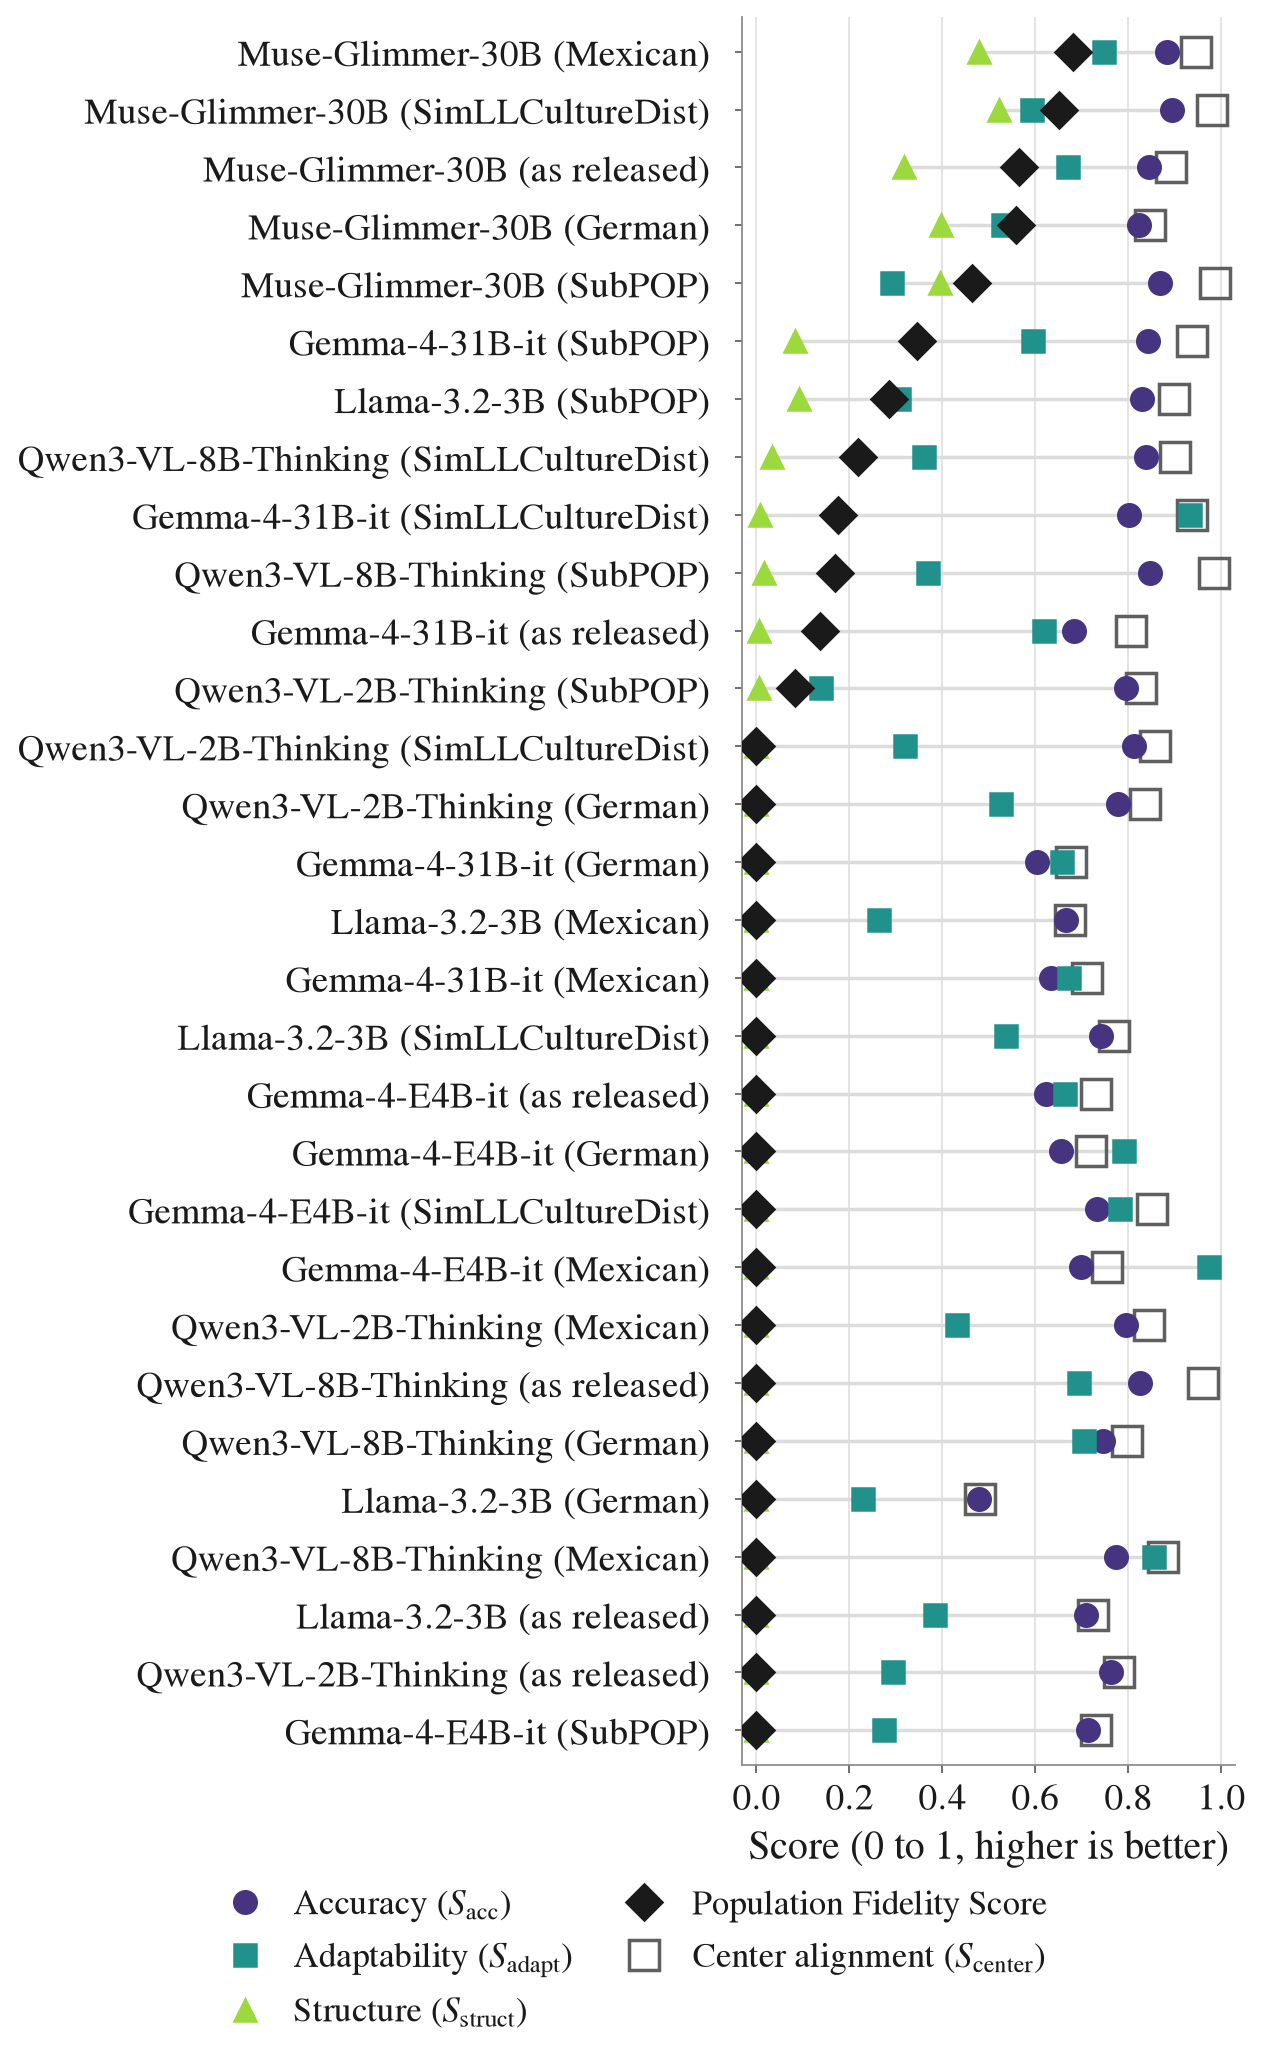 Muse-Glimmer-30B (Mexican)
Muse-Glimmer-30B (SimLLCultureDist)
Muse-Glimmer-30B (as released)
Muse-Glimmer-30B (German)
Muse-Glimmer-30B (SubPOP)
Gemma-4-31B-it (SubPOP)
Llama-3.2-3B (SubPOP)
Qwen3-VL-8B-Thinking (SimLLCultureDist)
Gemma-4-31B-it (SimLLCultureDist)
Qwen3-VL-8B-Thinking (SubPOP)
Gemma-4-31B-it (as released)
Qwen3-VL-2B-Thinking (SubPOP)
Qwen3-VL-2B-Thinking (SimLLCultureDist)
Qwen3-VL-2B-Thinking (German)
Gemma-4-31B-it (German)
Llama-3.2-3B (Mexican)
Gemma-4-31B-it (Mexican)
Llama-3.2-3B (SimLLCultureDist)
Gemma-4-E4B-it (as released)
Gemma-4-E4B-it (German)
Gemma-4-E4B-it (SimLLCultureDist)
Gemma-4-E4B-it (Mexican)
Qwen3-VL-2B-Thinking (Mexican)
Qwen3-VL-8B-Thinking (as released)
Qwen3-VL-8B-Thinking (German)
Llama-3.2-3B (German)
Qwen3-VL-8B-Thinking (Mexican)
Llama-3.2-3B (as released)
Qwen3-VL-2B-Thinking (as released)
Gemma-4-E4B-it (SubPOP)
0.0 0.2 0.4 0.6 0.8 1.0
Score (0 to 1, higher is better)
Accuracy (S_acc)
Adaptability (S_adapt)
Structure (S_struct)
Population Fidelity Score
Center alignment (S_center)